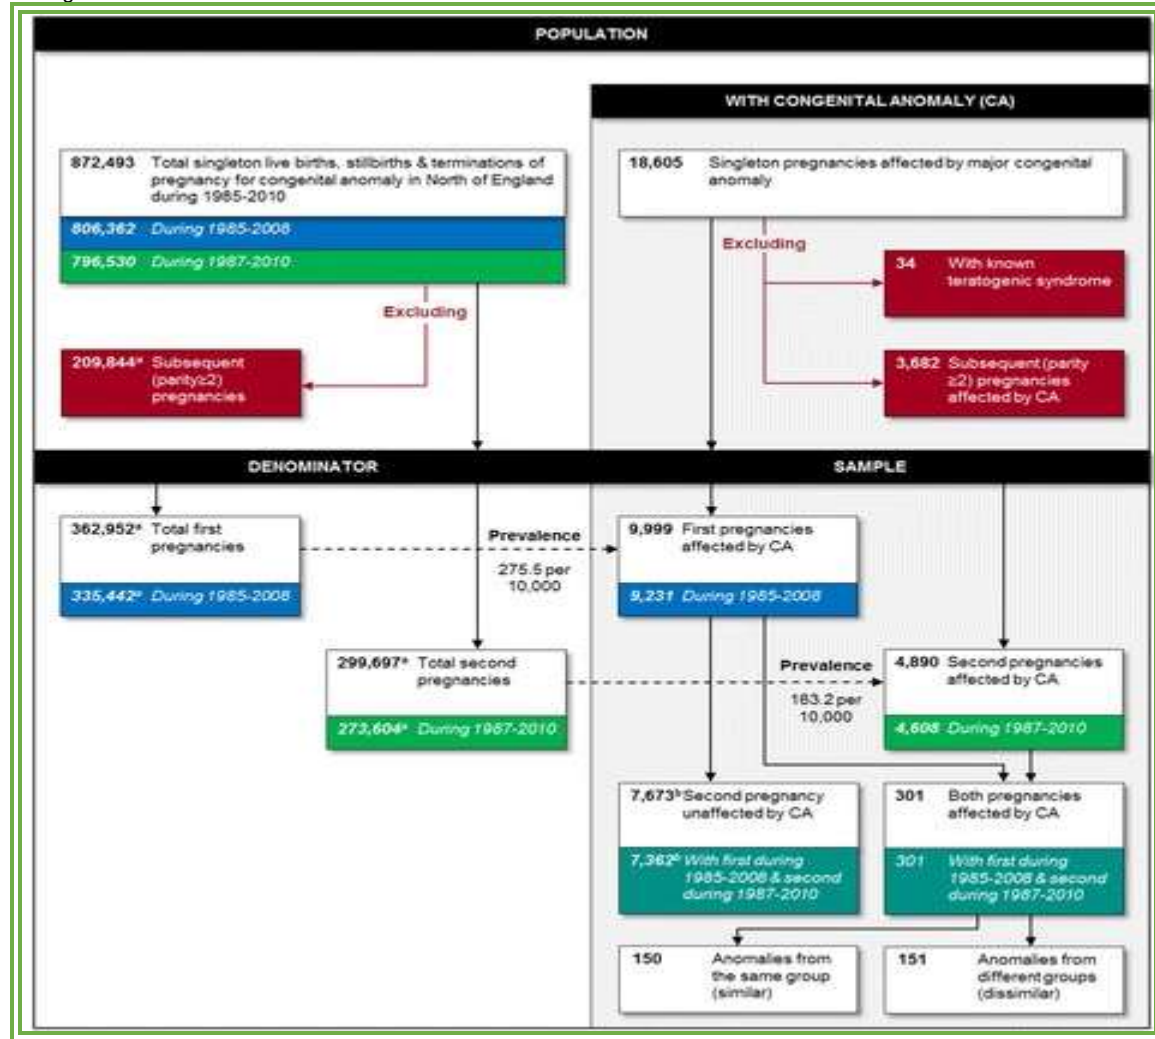 POPULATION
WITH CONGENITAL ANOMALY (CA)
872,493 Total singleton live births, stillbirths & terminations of
pregnancy for congenital anomaly in North of England
during 1985-2010
806,362 During 1985-2008
796,530 During 1987-2010
18,605 Singleton pregnancies affected by major congenital
anomaly
Excluding
34 With known
teratogenic syndrome
Excluding
209,844ᵃ Subsequent
(parity≥2)
pregnancies
3,682 Subsequent (parity
≥2) pregnancies
affected by CA
DENOMINATOR
SAMPLE
362,952ᵃ Total first
pregnancies
335,442ᵃ During 1985-2008
Prevalence
275.5 per
10,000
9,999 First pregnancies
affected by CA
9,231 During 1985-2008
299,697ᵃ Total second
pregnancies
273,604ᵃ During 1987-2010
Prevalence
163.2 per
10,000
4,890 Second pregnancies
affected by CA
4,608 During 1987-2010
7,673ᵇ Second pregnancy
unaffected by CA
7,362ᵇ With first during
1985-2008 & second
during 1987-2010
301 Both pregnancies
affected by CA
301 With first during
1985-2008 & second
during 1987-2010
150 Anomalies from
the same group
(similar)
151 Anomalies from
different groups
(dissimilar)